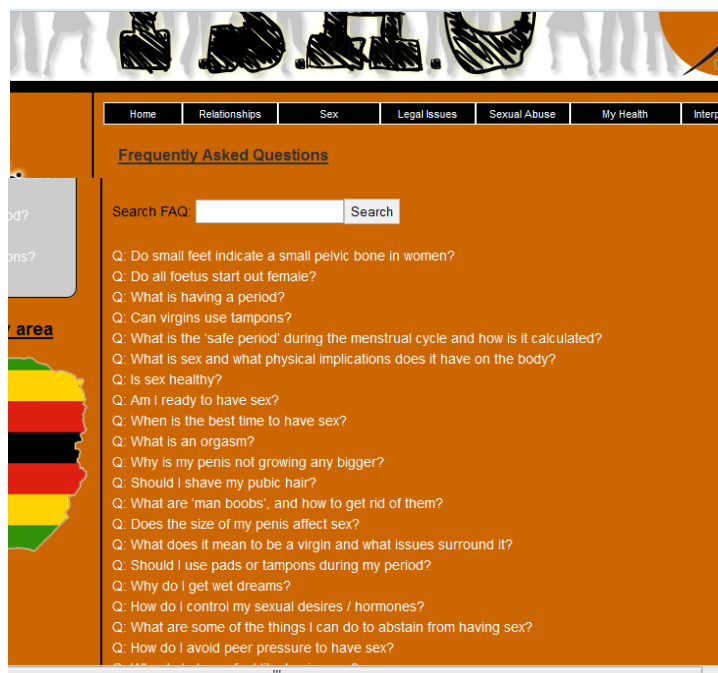 I.S.A.Y
Home Relationships Sex Legal Issues Sexual Abuse My Health Interp
Frequently Asked Questions
od?
ons?
area
Search FAQ: Search
Q: Do small feet indicate a small pelvic bone in women?
Q: Do all foetus start out female?
Q: What is having a period?
Q: Can virgins use tampons?
Q: What is the ‘safe period’ during the menstrual cycle and how is it calculated?
Q: What is sex and what physical implications does it have on the body?
Q: Is sex healthy?
Q: Am I ready to have sex?
Q: When is the best time to have sex?
Q: What is an orgasm?
Q: Why is my penis not growing any bigger?
Q: Should I shave my pubic hair?
Q: What are ‘man boobs’, and how to get rid of them?
Q: Does the size of my penis affect sex?
Q: What does it mean to be a virgin and what issues surround it?
Q: Should I use pads or tampons during my period?
Q: Why do I get wet dreams?
Q: How do I control my sexual desires / hormones?
Q: What are some of the things I can do to abstain from having sex?
Q: How do I avoid peer pressure to have sex?